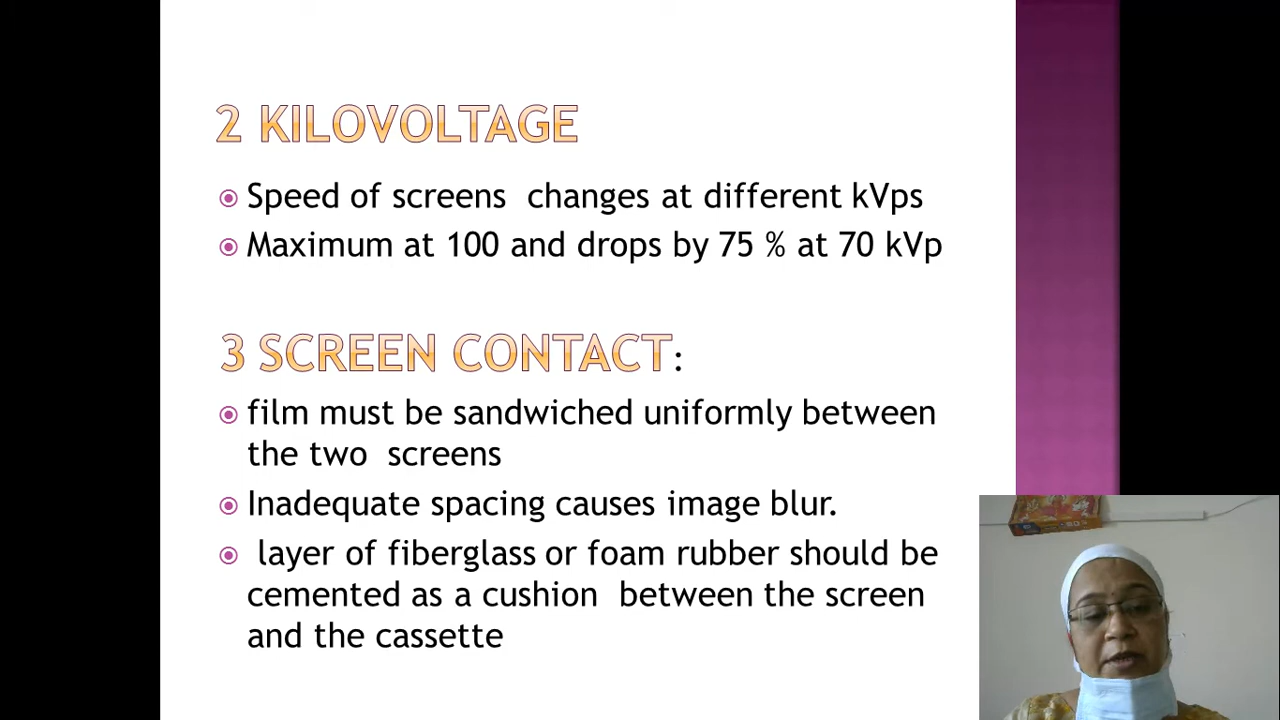 2 KILOVOLTAGE
Speed of screens changes at different kVps
Maximum at 100 and drops by 75 % at 70 kVp
3 SCREEN CONTACT:
film must be sandwiched uniformly between
the two screens
Inadequate spacing causes image blur.
layer of fiberglass or foam rubber should be
cemented as a cushion between the screen
and the cassette